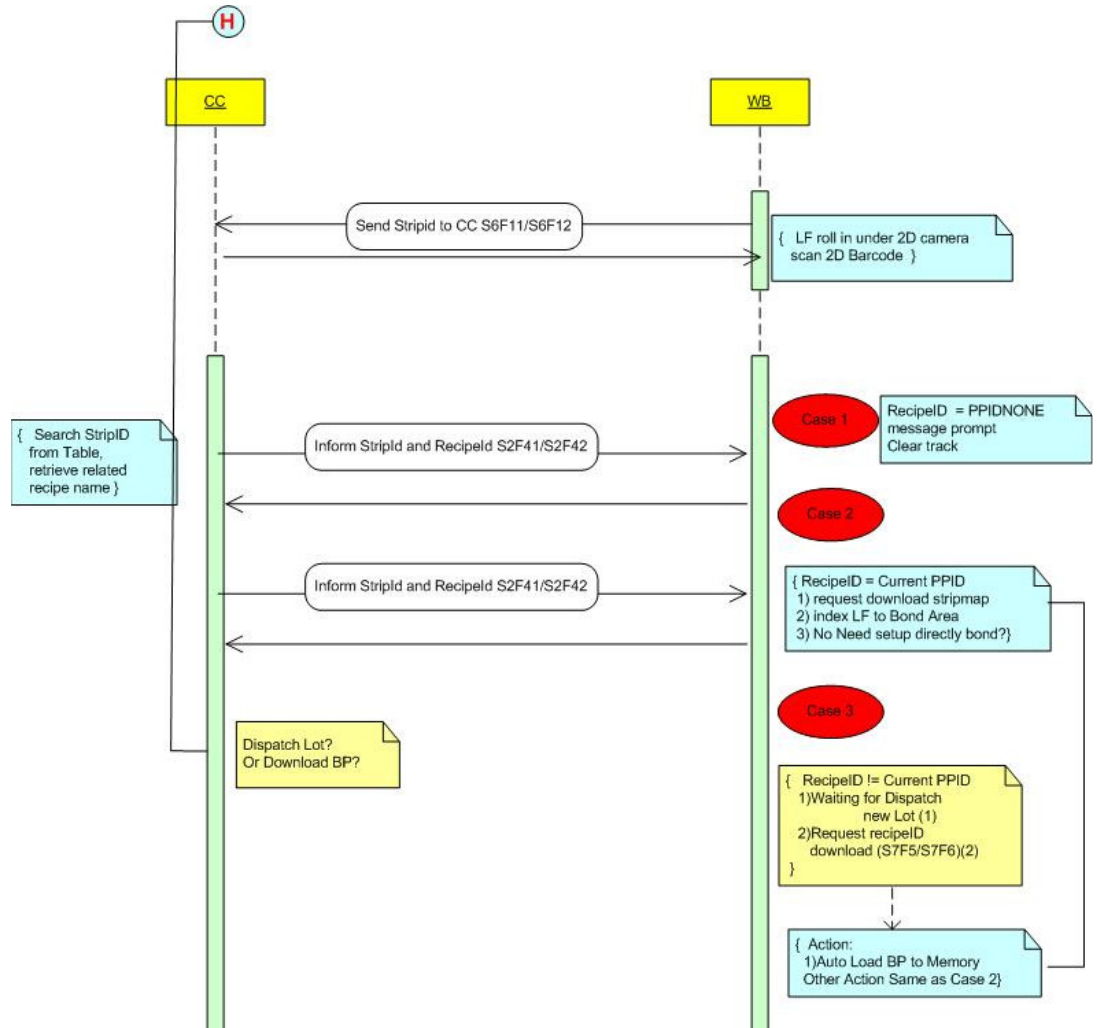 H
CC
WB
Send Stripid to CC S6F11/S6F12
{ LF roll in under 2D camera
scan 2D Barcode }
{ Search StripID
from Table,
retrieve related
recipe name }
Inform StripId and RecipeId S2F41/S2F42
Case 1
RecipeID = PPIDNONE
message prompt
Clear track
Case 2
Inform StripId and RecipeId S2F41/S2F42
{ RecipeID = Current PPID
1) request download stripmap
2) index LF to Bond Area
3) No Need setup directly bond?}
Case 3
Dispatch Lot?
Or Download BP?
{ RecipeID != Current PPID
1)Waiting for Dispatch
new Lot (1)
2)Request recipeID
download (S7F5/S7F6)(2)
}
{ Action:
1)Auto Load BP to Memory
Other Action Same as Case 2}